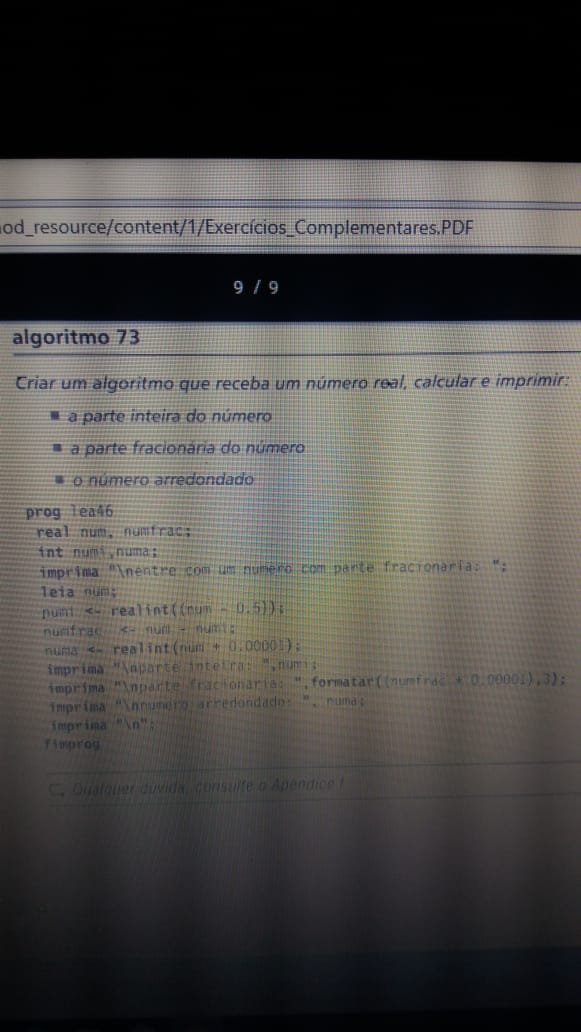 od_resource/content/1/Exercícios_Complementares.PDF
9 / 9
algoritmo 73
Criar um algoritmo que receba um número real, calcular e imprimir:
■ a parte inteira do número
■ a parte fracionária do número
■ o número arredondado
prog lea46
real num, numfrac;
int numi,numa;
imprima "\nentre com um numero com parte fracionaria: ";
leia num;
numi <- realint((num - 0.5));
numfrac <- num - numi;
numa <- realint(num + 0.00001);
imprima "\nparte inteira: ",numi;
imprima "\nparte fracionaria: ",formatar((numfrac + 0.00001),3);
imprima "\nnumero arredondado: ", numa;
imprima "\n";
fimprog
Qualquer dúvida, consulte o Apêndice I